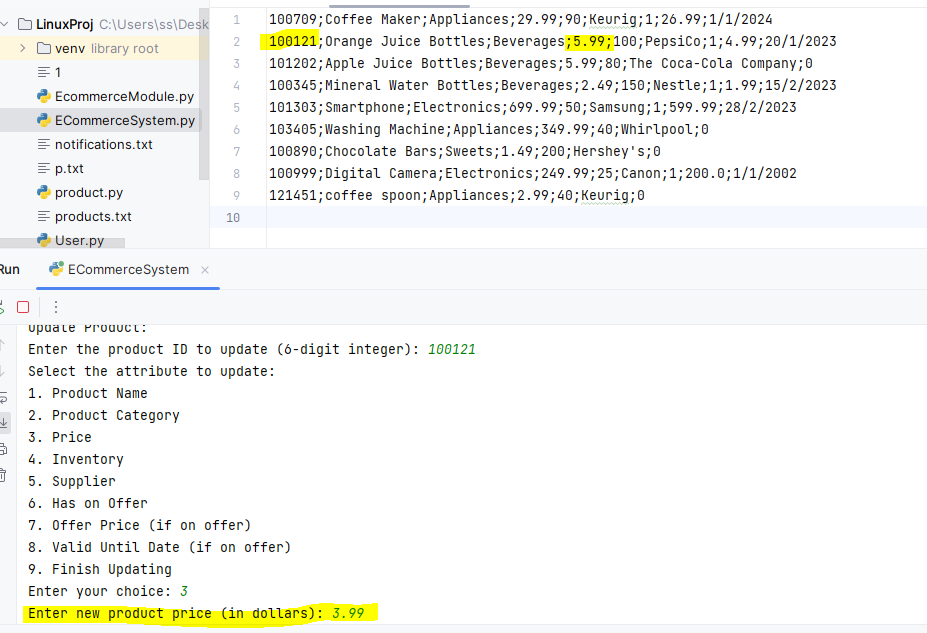 LinuxProj C:\Users\ss\Desk
venv library root
1
EcommerceModule.py
ECommerceSystem.py
notifications.txt
p.txt
product.py
products.txt
User.py
1 100709;Coffee Maker;Appliances;29.99;90;Keurig;1;26.99;1/1/2024
2 100121;Orange Juice Bottles;Beverages;5.99;100;PepsiCo;1;4.99;20/1/2023
3 101202;Apple Juice Bottles;Beverages;5.99;80;The Coca-Cola Company;0
4 100345;Mineral Water Bottles;Beverages;2.49;150;Nestle;1;1.99;15/2/2023
5 101303;Smartphone;Electronics;699.99;50;Samsung;1;599.99;28/2/2023
6 103405;Washing Machine;Appliances;349.99;40;Whirlpool;0
7 100890;Chocolate Bars;Sweets;1.49;200;Hershey's;0
8 100999;Digital Camera;Electronics;249.99;25;Canon;1;200.0;1/1/2002
9 121451;coffee spoon;Appliances;2.99;40;Keurig;0
10
Run ECommerceSystem
Update Product:
Enter the product ID to update (6-digit integer): 100121
Select the attribute to update:
1. Product Name
2. Product Category
3. Price
4. Inventory
5. Supplier
6. Has on Offer
7. Offer Price (if on offer)
8. Valid Until Date (if on offer)
9. Finish Updating
Enter your choice: 3
Enter new product price (in dollars): 3.99